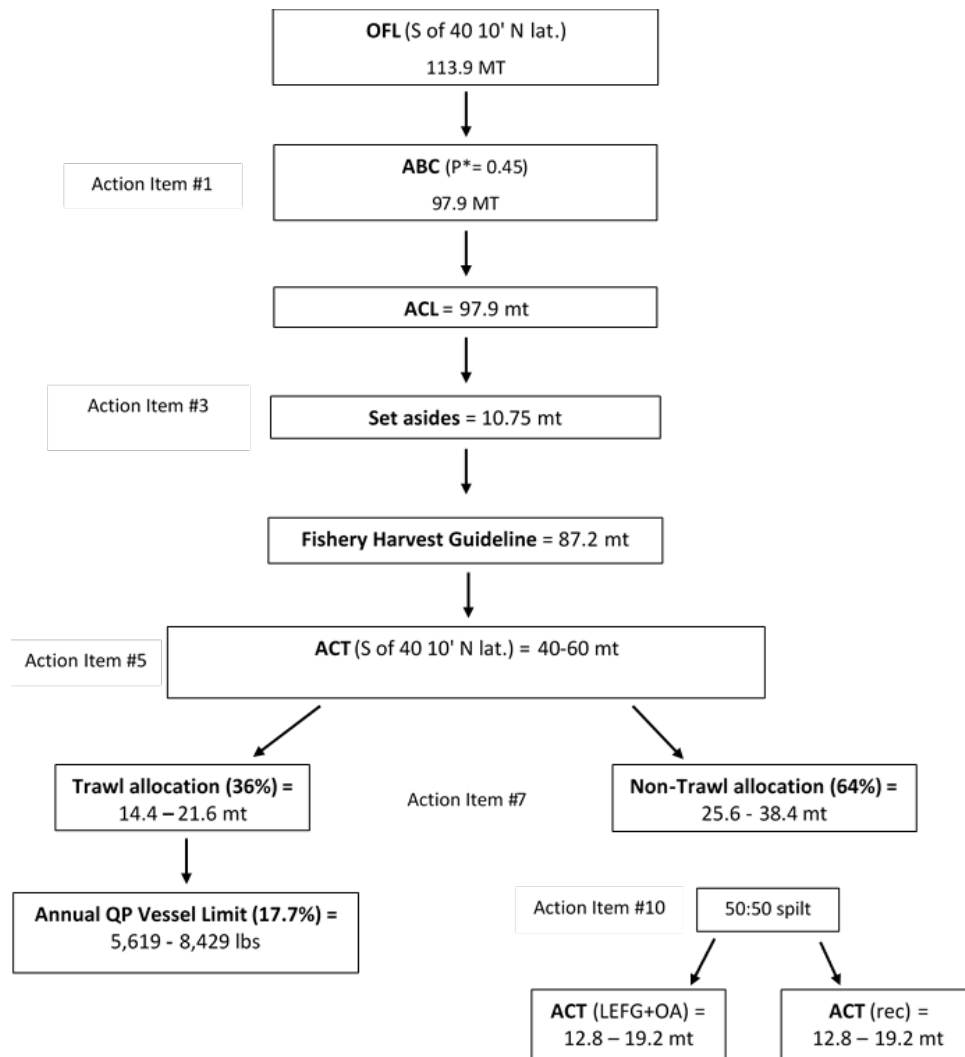 OFL (S of 40 10' N lat.)
113.9 MT
Action Item #1
ABC (P*= 0.45)
97.9 MT
ACL = 97.9 mt
Action Item #3
Set asides = 10.75 mt
Fishery Harvest Guideline = 87.2 mt
Action Item #5
ACT (S of 40 10' N lat.) = 40-60 mt
Trawl allocation (36%) =
14.4 – 21.6 mt
Action Item #7
Non-Trawl allocation (64%) =
25.6 - 38.4 mt
Annual QP Vessel Limit (17.7%) =
5,619 - 8,429 lbs
Action Item #10
50:50 spilt
ACT (LEFG+OA) =
12.8 – 19.2 mt
ACT (rec) =
12.8 – 19.2 mt